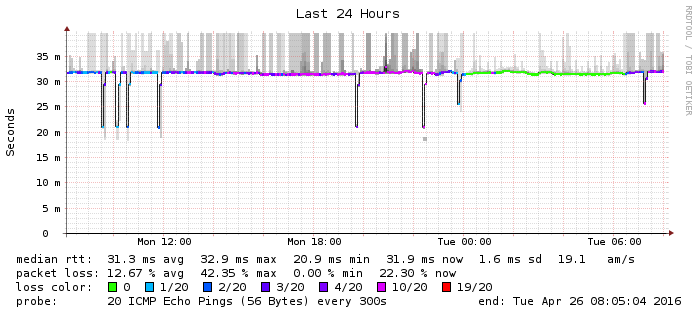 Last 24 Hours
RRDTOOL / TOBI OETIKER
Seconds
35 m
30 m
25 m
20 m
15 m
10 m
5 m
0
Mon 12:00 Mon 18:00 Tue 00:00 Tue 06:00
median rtt: 31.3 ms avg 32.9 ms max 20.9 ms min 31.9 ms now 1.6 ms sd 19.1 am/s
packet loss: 12.67 % avg 42.35 % max 0.00 % min 22.30 % now
loss color: 0 1/20 2/20 3/20 4/20 10/20 19/20
probe: 20 ICMP Echo Pings (56 Bytes) every 300s end: Tue Apr 26 08:05:04 2016